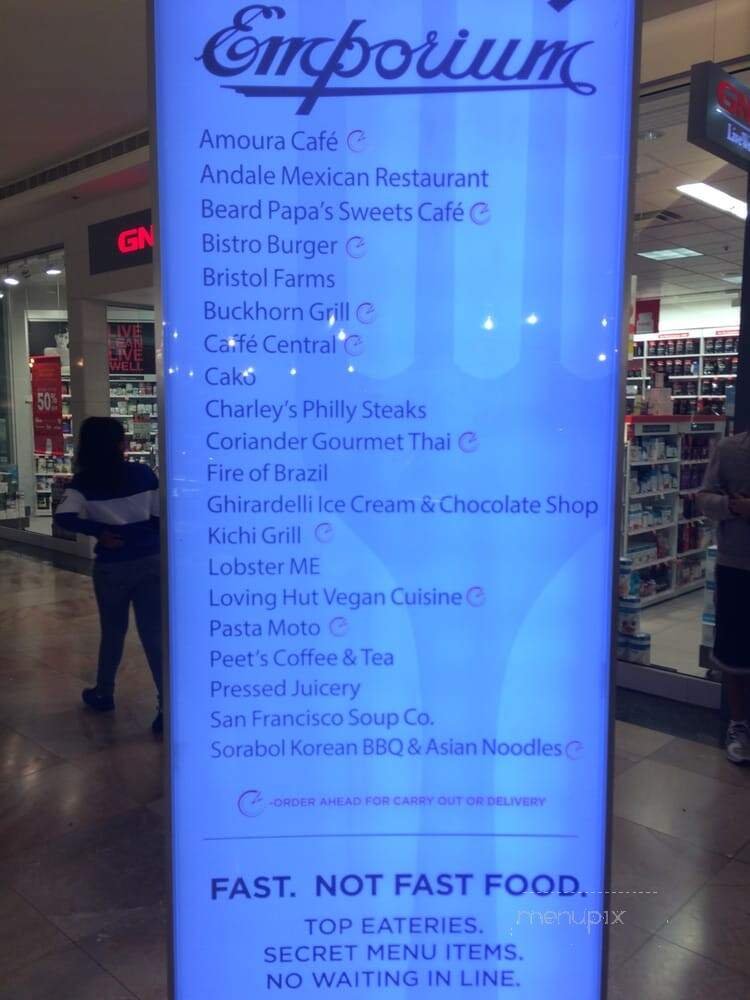 Emporium
Amoura Café
Andale Mexican Restaurant
Beard Papa's Sweets Café
Bistro Burger
Bristol Farms
Buckhorn Grill
Caffé Central
Cako
Charley's Philly Steaks
Coriander Gourmet Thai
Fire of Brazil
Ghirardelli Ice Cream & Chocolate Shop
Kichi Grill
Lobster ME
Loving Hut Vegan Cuisine
Pasta Moto
Peet's Coffee & Tea
Pressed Juicery
San Francisco Soup Co.
Sorabol Korean BBQ & Asian Noodles
-ORDER AHEAD FOR CARRY OUT OR DELIVERY
FAST. NOT FAST FOOD.
TOP EATERIES.
SECRET MENU ITEMS.
NO WAITING IN LINE.
GN
LIVE
LEAN
LIVE
WELL
50%
menupix